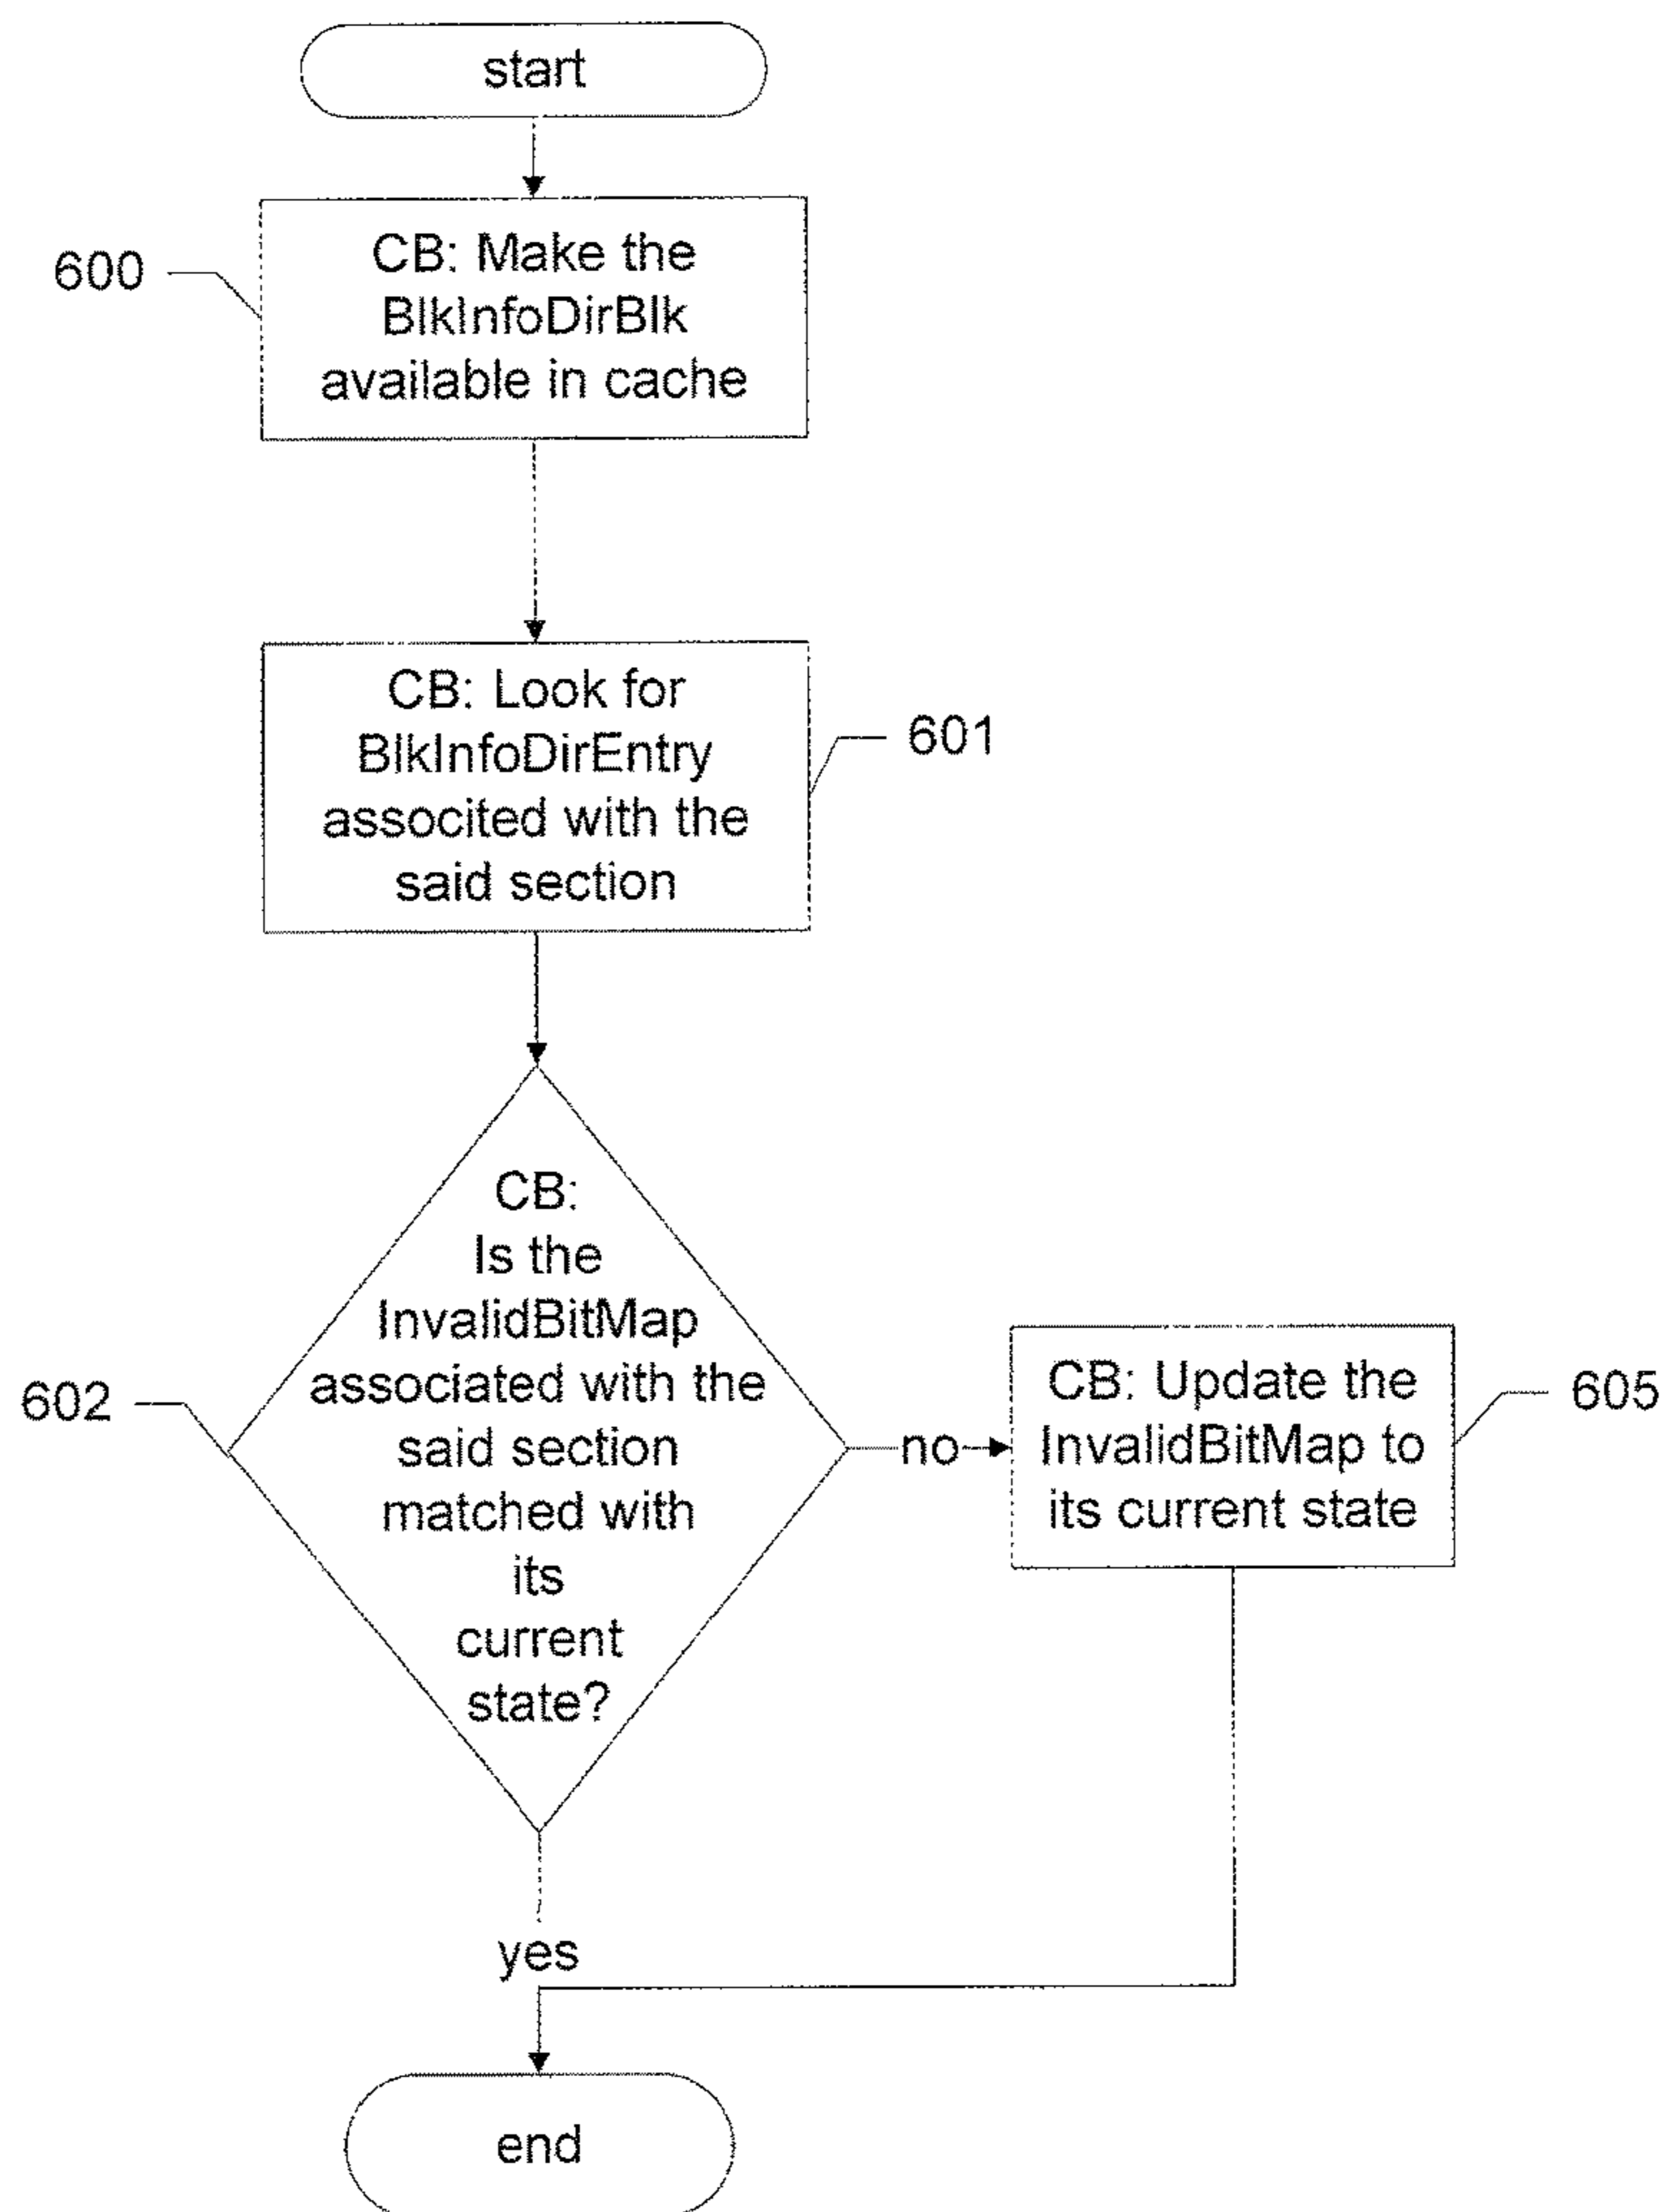 start
600
CB: Make the
BlkInfoDirBlk
available in cache
CB: Look for
BlkInfoDirEntry
associted with the
said section
601
CB:
Is the
InvalidBitMap
associated with the
said section
matched with
its
current
state?
602
no
CB: Update the
InvalidBitMap to
its current state
605
yes
end